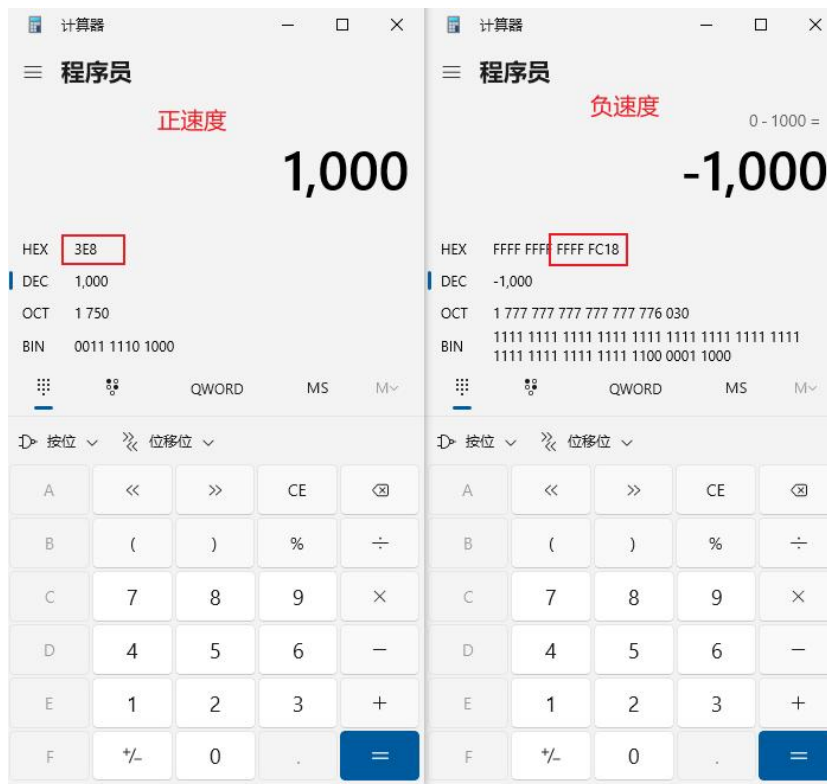 计算器
程序员
正速度
1,000
HEX 3E8
DEC 1,000
OCT 1 750
BIN 0011 1110 1000
QWORD MS M
按位 位移位
A << >> CE
B ( ) % ÷
C 7 8 9 ×
D 4 5 6 −
E 1 2 3 +
F +/− 0 . =
计算器
程序员
负速度
0 - 1000 =
-1,000
HEX FFFF FFFF FFFF FC18
DEC -1,000
OCT 1 777 777 777 777 777 776 030
BIN 1111 1111 1111 1111 1111 1111 1111 1111 1111
1111 1111 1111 1111 1100 0001 1000
QWORD MS M
按位 位移位
A << >> CE
B ( ) % ÷
C 7 8 9 ×
D 4 5 6 −
E 1 2 3 +
F +/− 0 . =